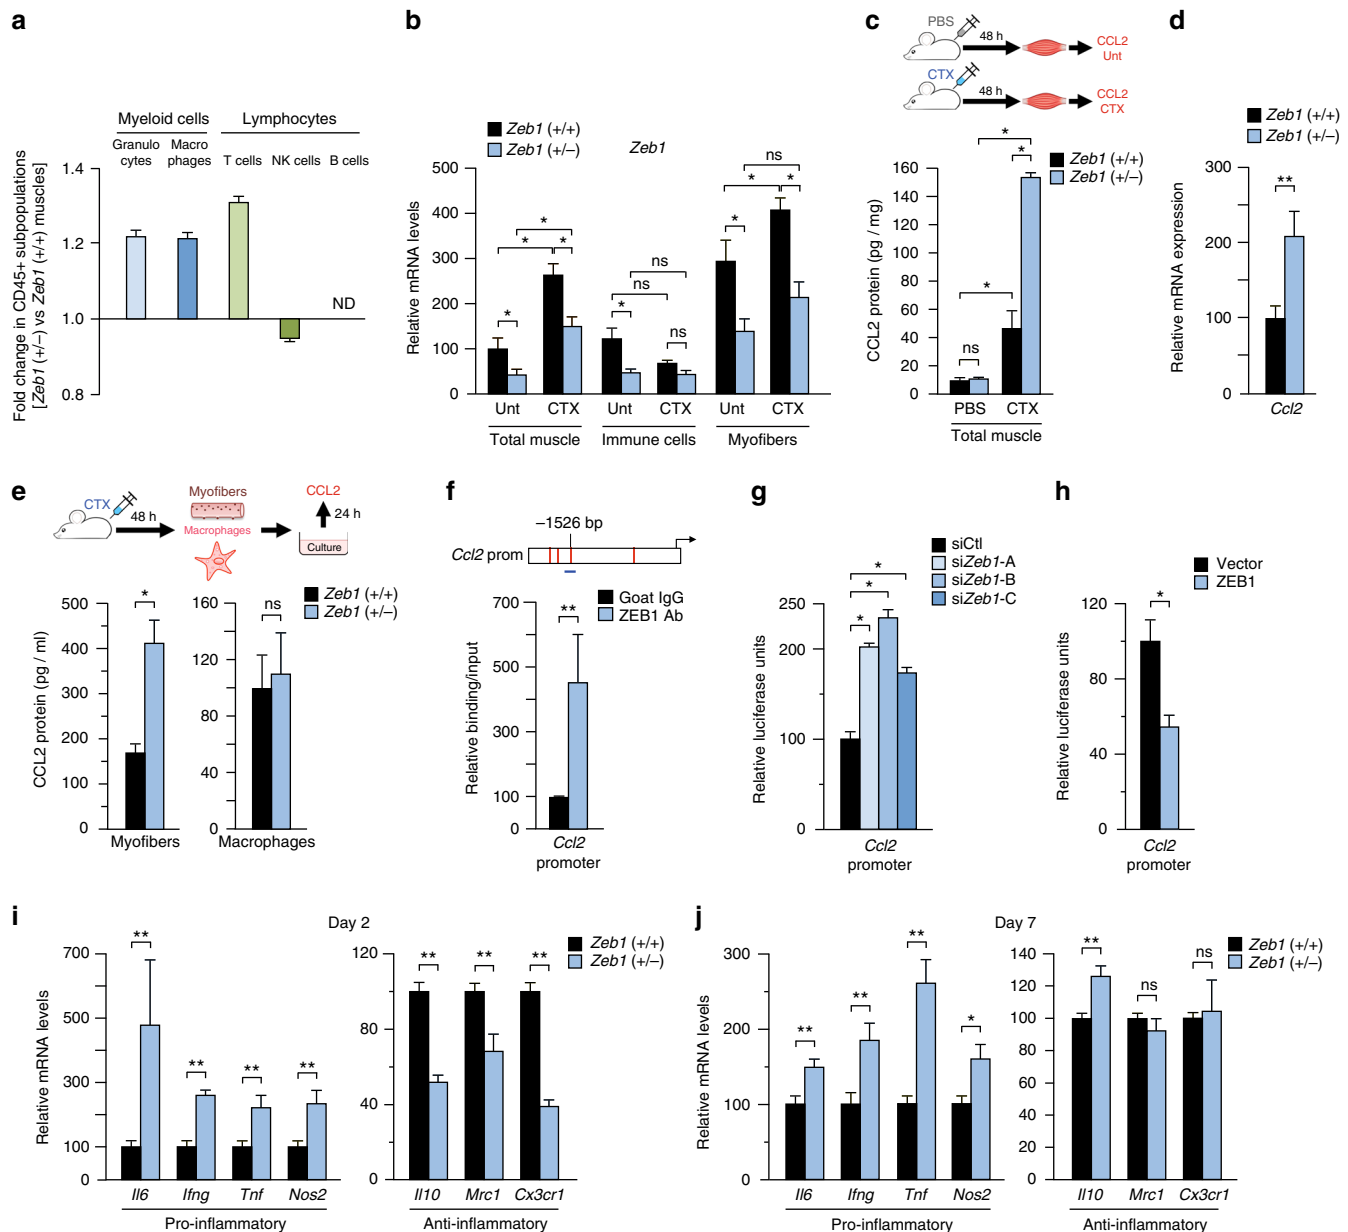 a
Myeloid cells
Lymphocytes
Granulo
cytes
Macro
phages
T cells
NK cells
B cells
Fold change in CD45+ subpopulations
[Zeb1 (+/−) vs Zeb1 (+/+) muscles]
1.4
1.2
1.0
0.8
ND
b
Zeb1 (+/+)
Zeb1 (+/−)
Zeb1
Relative mRNA levels
500
400
300
200
100
0
*
*
*
*
*
ns
ns
ns
*
*
*
ns
Unt
CTX
Unt
CTX
Unt
CTX
Total muscle
Immune cells
Myofibers
c
PBS
48 h
CCL2
Unt
CTX
48 h
CCL2
CTX
Zeb1 (+/+)
Zeb1 (+/−)
CCL2 protein (pg / mg)
160
140
120
100
80
60
40
20
0
ns
*
*
*
PBS
CTX
Total muscle
d
Zeb1 (+/+)
Zeb1 (+/−)
Relative mRNA expression
300
200
100
0
**
Ccl2
e
CTX
48 h
Myofibers
Macrophages
CCL2
24 h
Culture
Zeb1 (+/+)
Zeb1 (+/−)
CCL2 protein (pg / ml)
500
400
300
200
100
0
*
Myofibers
160
120
80
40
0
ns
Macrophages
f
−1526 bp
Ccl2 prom
Goat IgG
ZEB1 Ab
Relative binding/input
700
500
300
100
0
**
Ccl2
promoter
g
siCtl
siZeb1-A
siZeb1-B
siZeb1-C
Relative luciferase units
250
200
100
0
*
*
*
Ccl2
promoter
h
Vector
ZEB1
Relative luciferase units
120
80
40
0
*
Ccl2
promoter
i
Day 2
Zeb1 (+/+)
Zeb1 (+/−)
Relative mRNA levels
700
500
300
100
0
**
**
**
**
Il6
Ifng
Tnf
Nos2
Pro-inflammatory
120
80
40
0
**
**
**
Il10
Mrc1
Cx3cr1
Anti-inflammatory
j
Day 7
Zeb1 (+/+)
Zeb1 (+/−)
Relative mRNA levels
300
200
100
0
**
**
**
*
Il6
Ifng
Tnf
Nos2
Pro-inflammatory
140
120
100
80
60
40
20
0
**
ns
ns
Il10
Mrc1
Cx3cr1
Anti-inflammatory